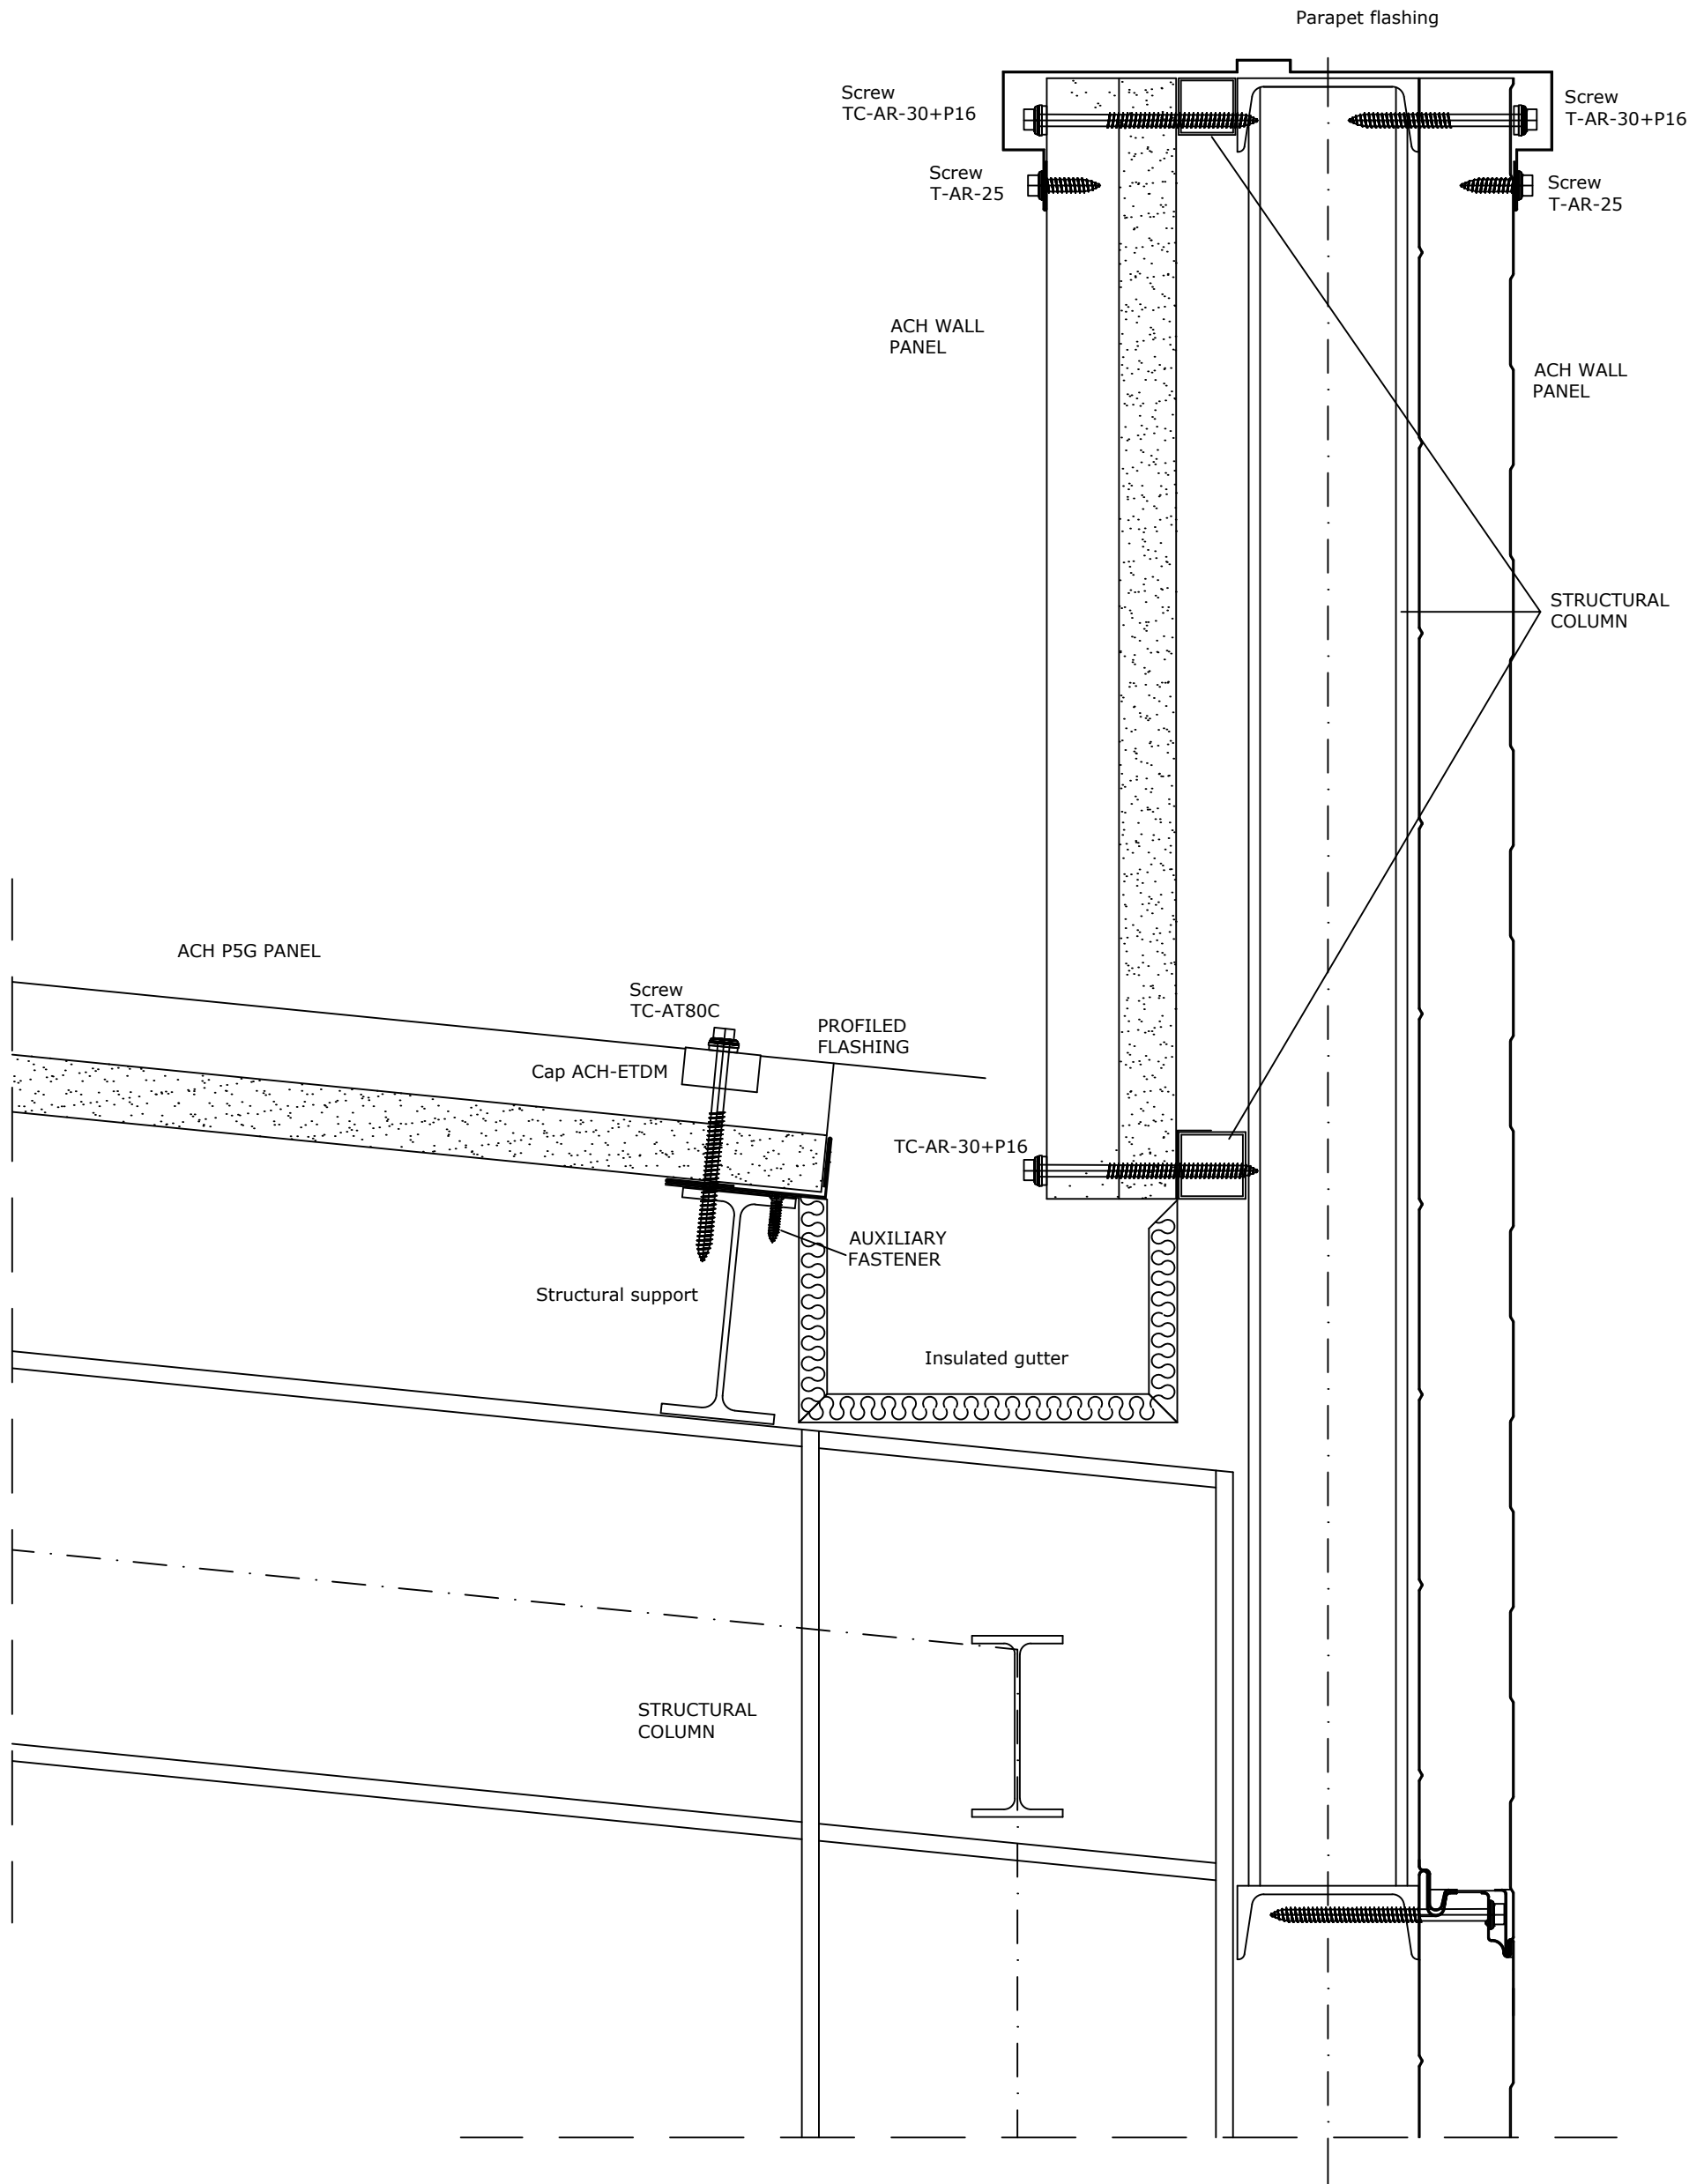 Parapet flashing
Screw
TC-AR-30+P16
Screw
T-AR-30+P16
Screw
T-AR-25
Screw
T-AR-25
ACH WALL
PANEL
ACH WALL
PANEL
STRUCTURAL
COLUMN
ACH P5G PANEL
Screw
TC-AT80C
PROFILED
FLASHING
Cap ACH-ETDM
TC-AR-30+P16
AUXILIARY
FASTENER
Structural support
Insulated gutter
STRUCTURAL
COLUMN